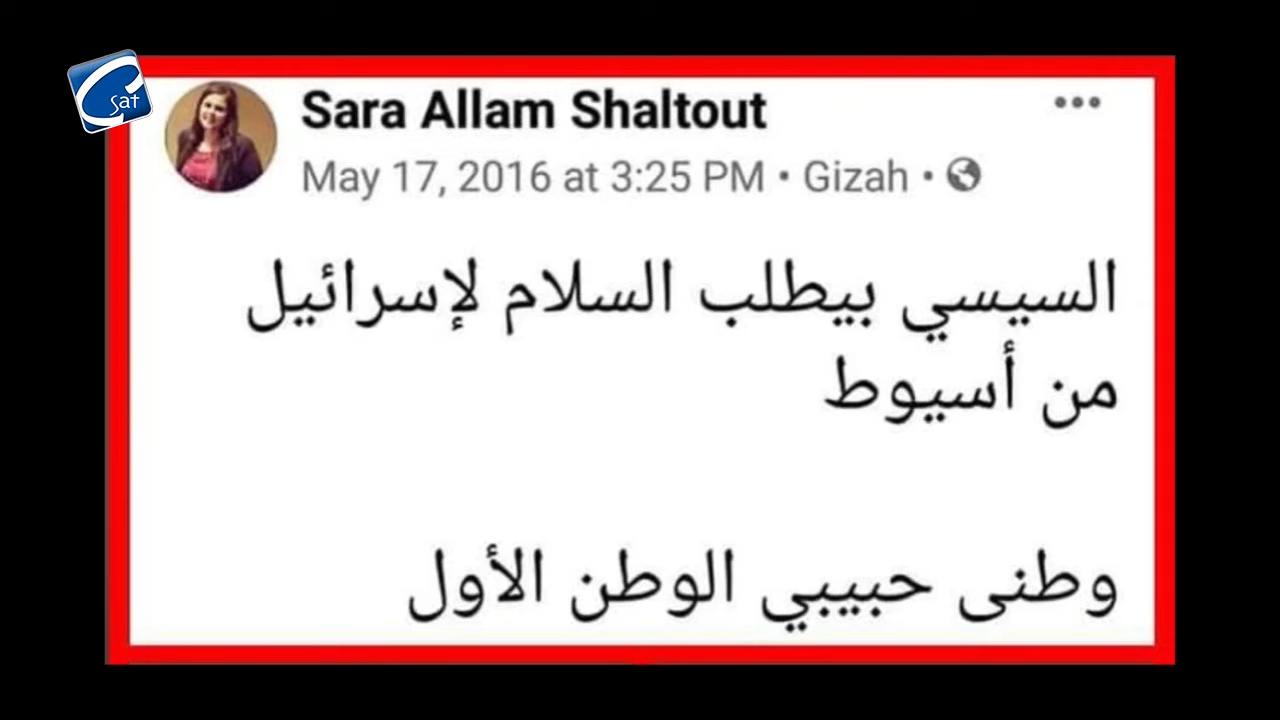 Sat
Sara Allam Shaltout
May 17, 2016 at 3:25 PM • Gizah •
السيسي بيطلب السلام لإسرائيل
من أسيوط
وطنى حبيبي الوطن الأول